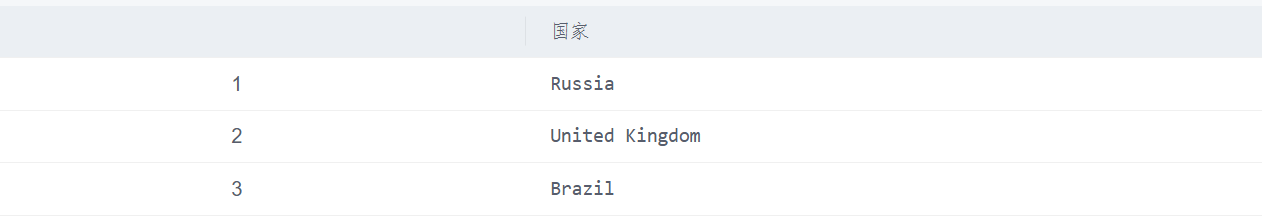 国家
1 Russia
2 United Kingdom
3 Brazil